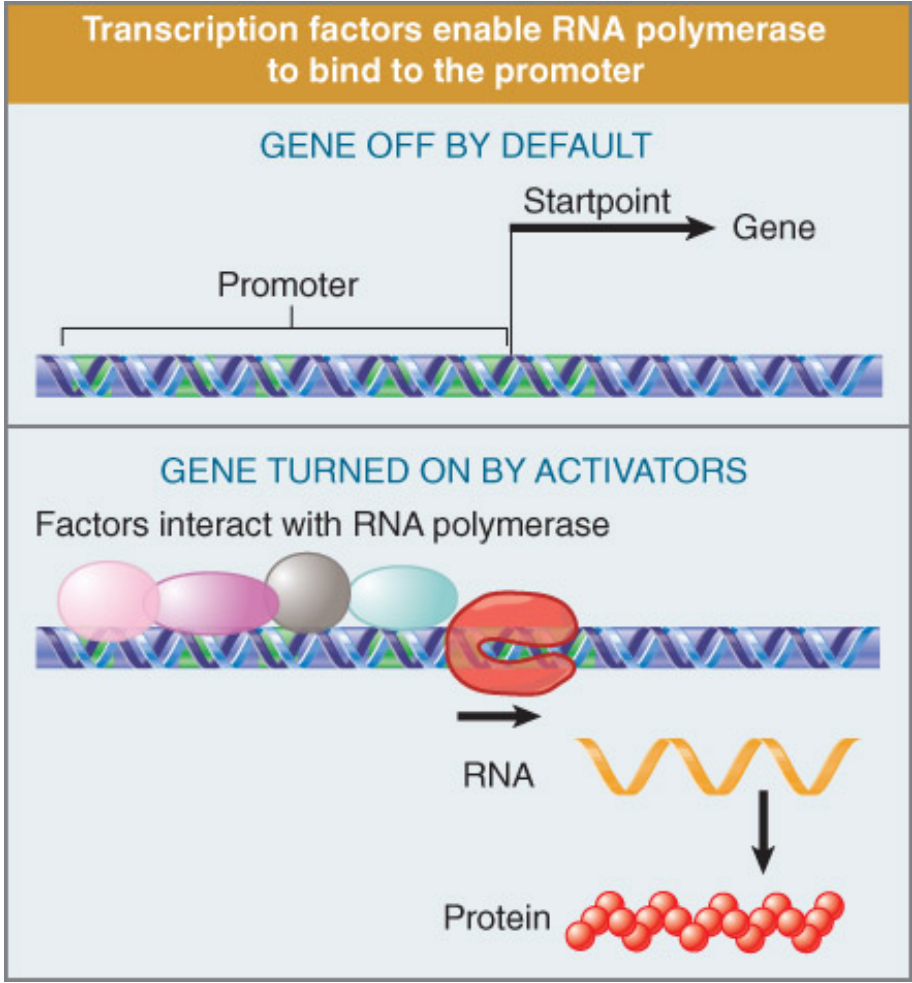 Transcription factors enable RNA polymerase
to bind to the promoter
GENE OFF BY DEFAULT
Startpoint
Gene
Promoter
GENE TURNED ON BY ACTIVATORS
Factors interact with RNA polymerase
RNA
Protein